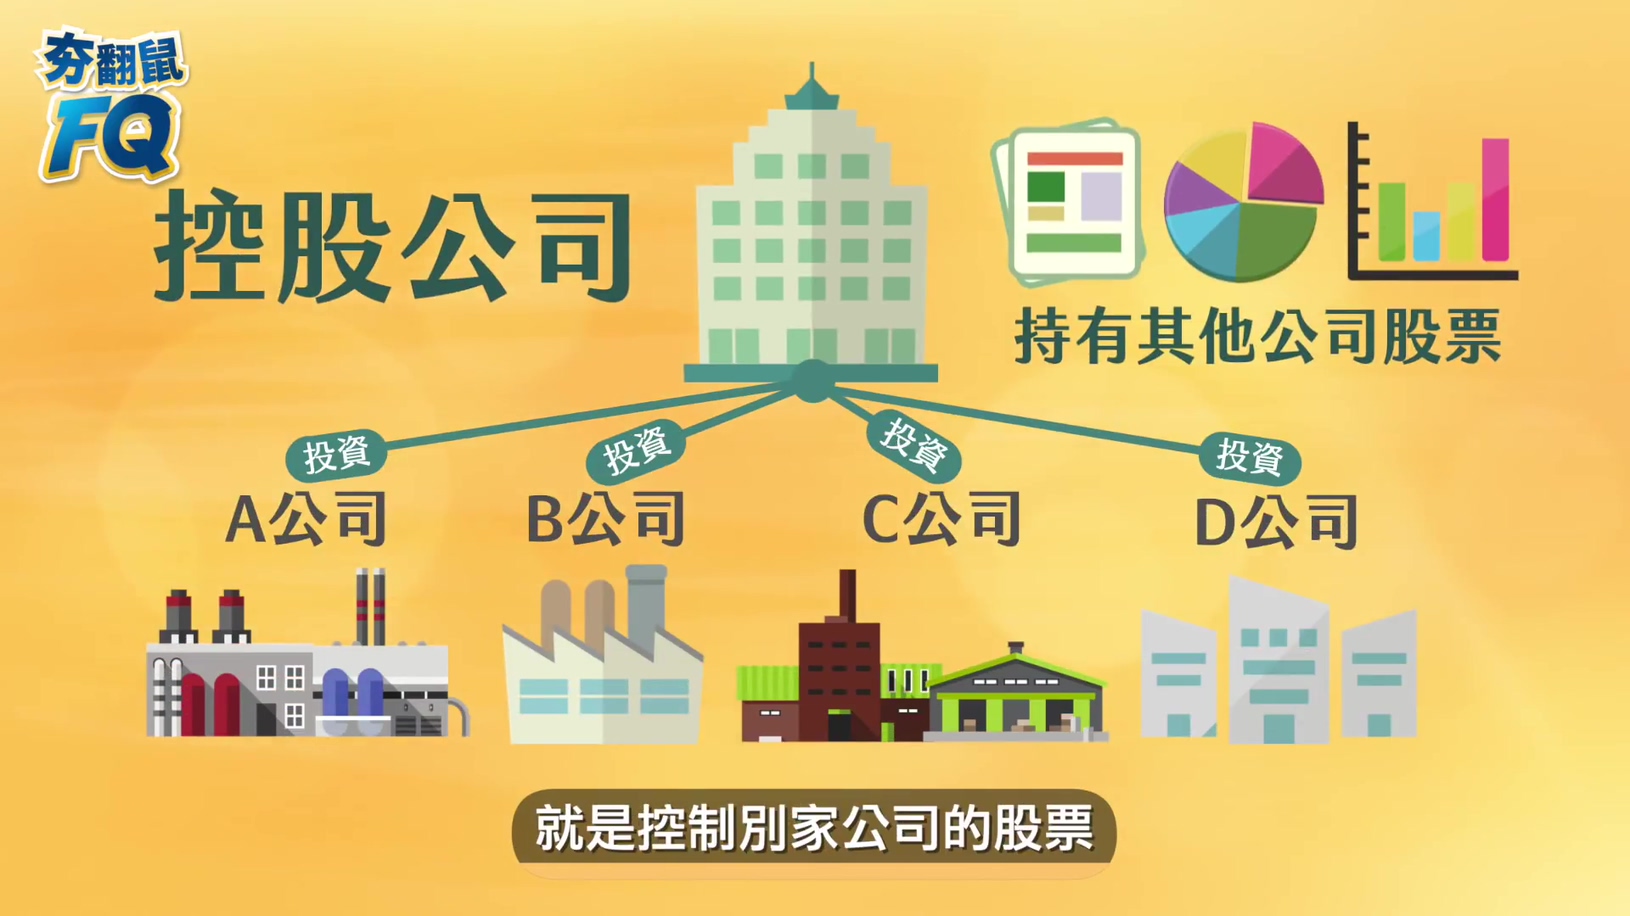 夯翻鼠
FQ
控股公司
持有其他公司股票
投資
投資
投資
投資
A公司
B公司
C公司
D公司
就是控制別家公司的股票